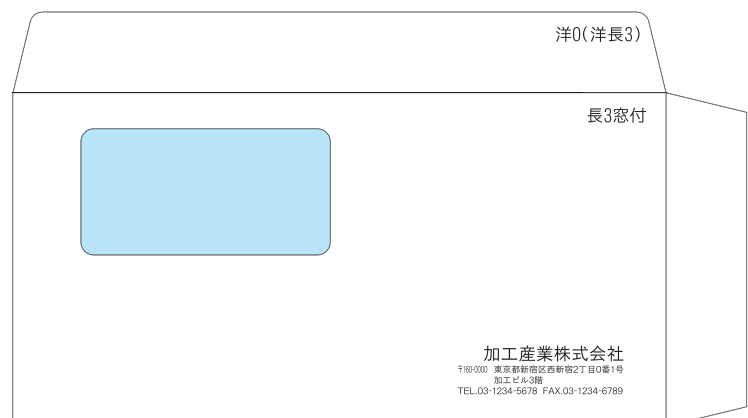 洋0(洋長3)
長3窓付
加工産業株式会社
〒160-0000 東京都新宿区西新宿2丁目0番1号
加工ビル3階
TEL.03-1234-5678 FAX.03-1234-6789